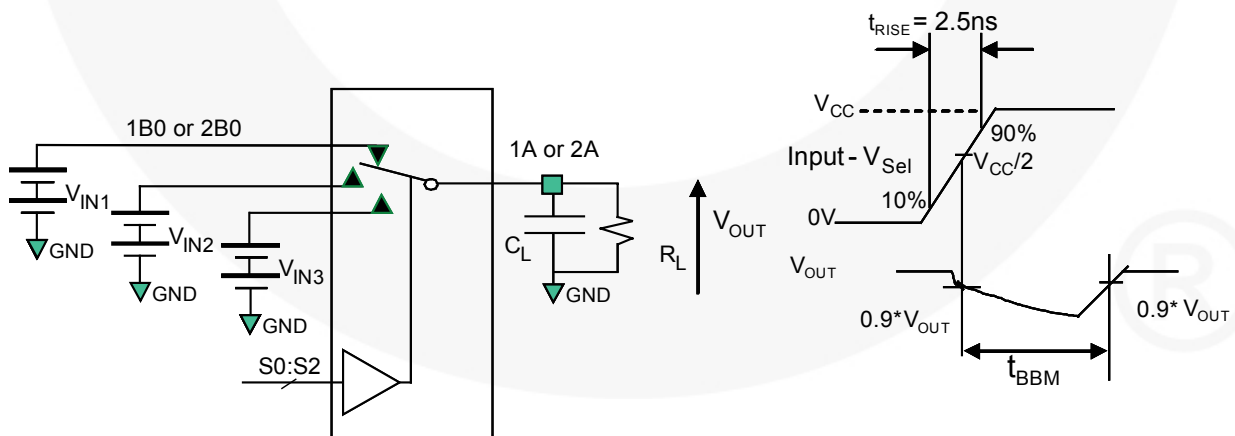 1B0 or 2B0
V_IN1
GND
V_IN2
GND
V_IN3
GND
S0:S2
1A or 2A
C_L
GND
R_L
V_OUT
t_RISE = 2.5ns
V_CC
90%
Input - V_Sel
V_CC/2
10%
0V
V_OUT
0.9* V_OUT
0.9* V_OUT
t_BBM
®